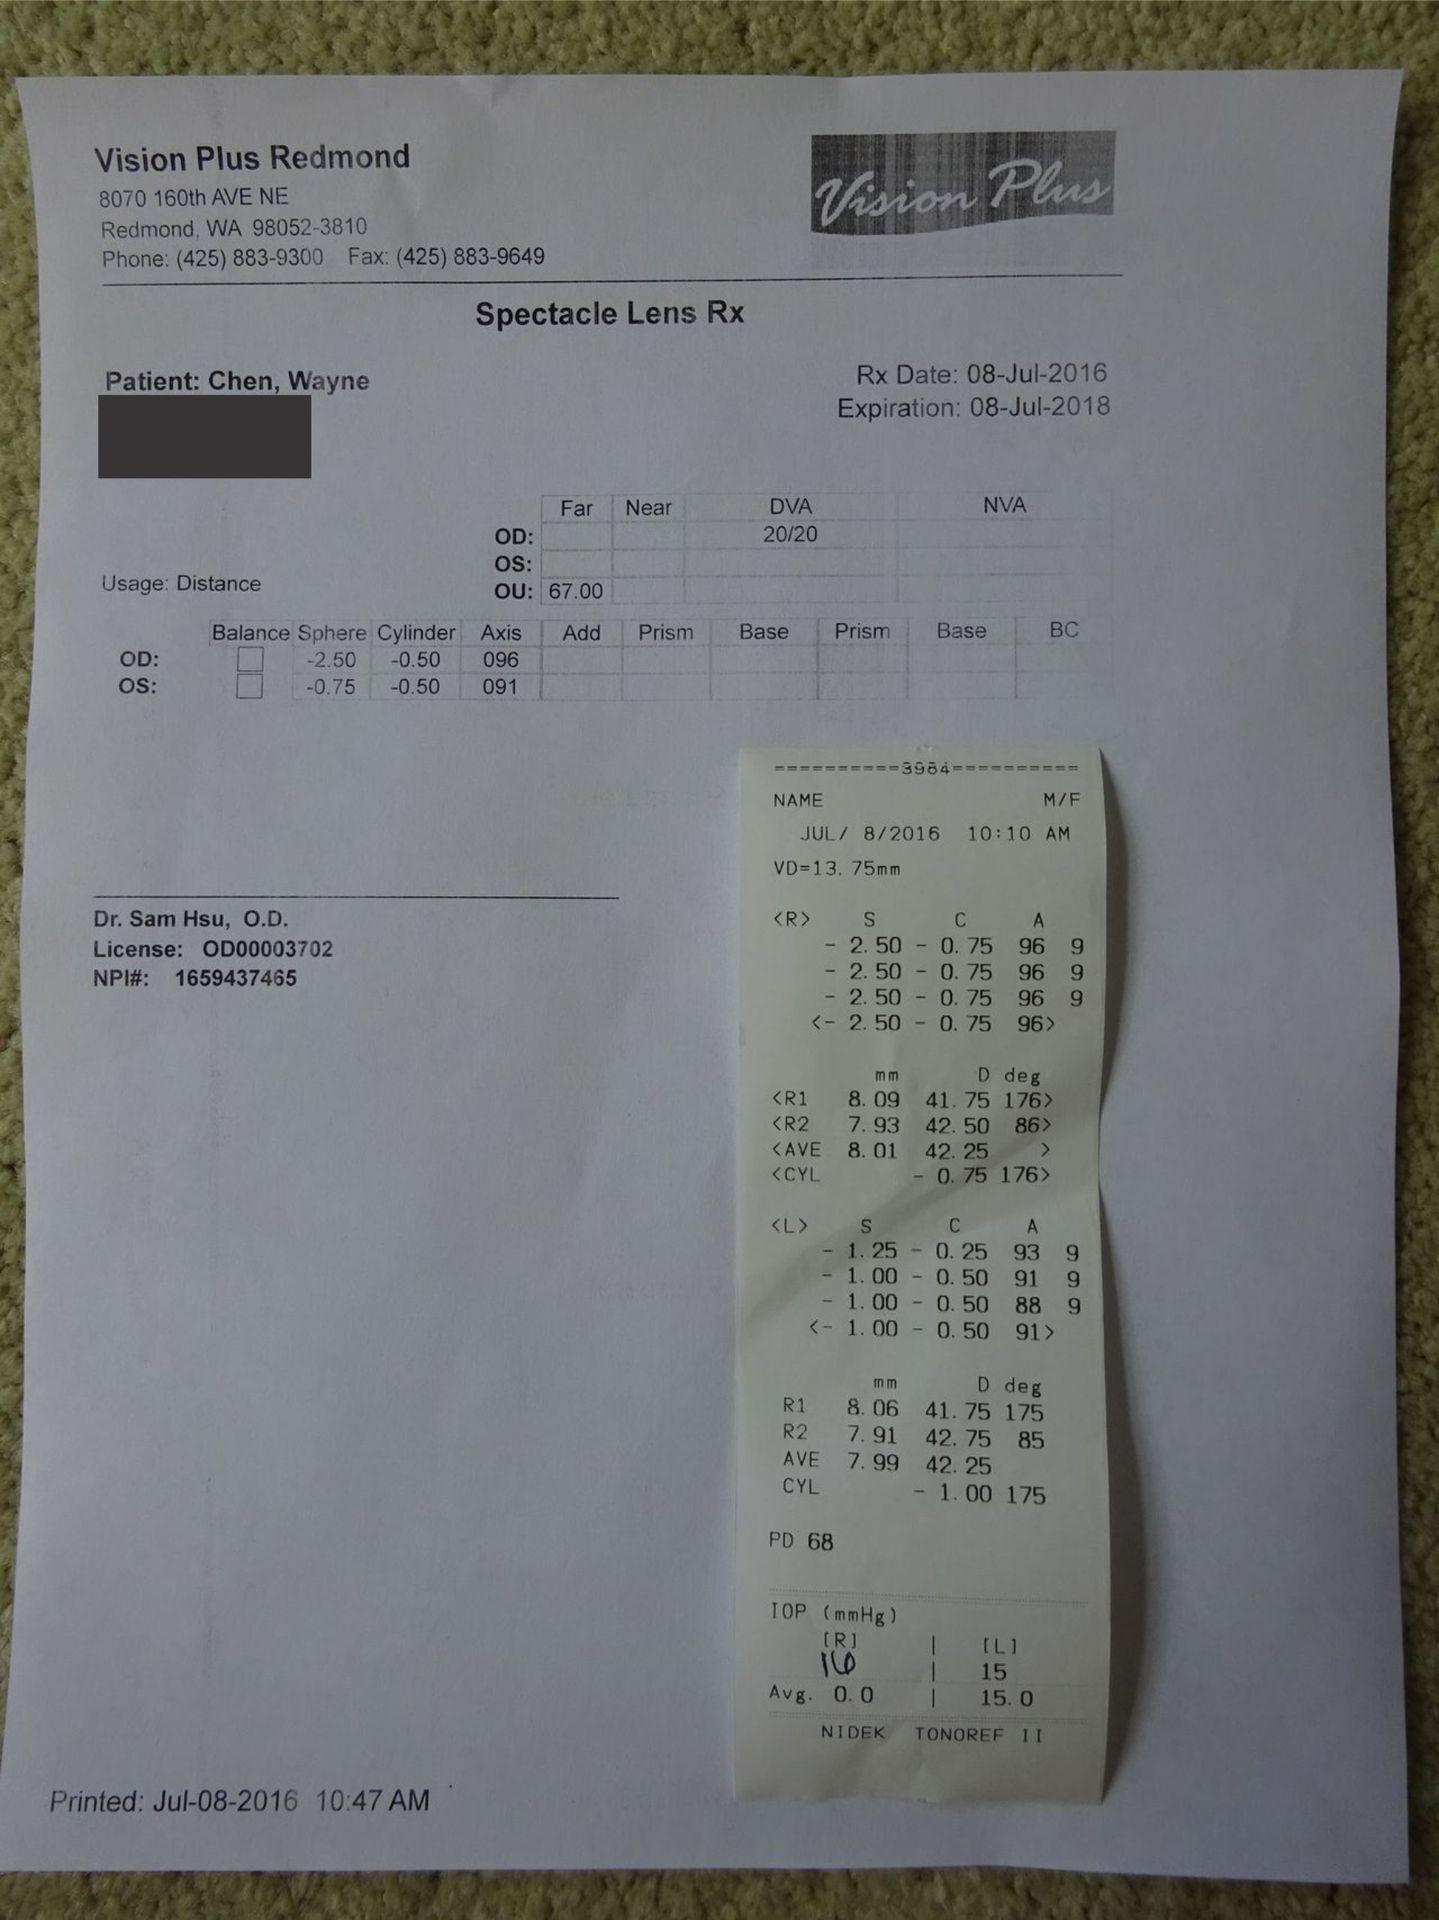 Vision Plus Redmond
8070 160th AVE NE
Redmond, WA 98052-3810
Phone: (425) 883-9300 Fax: (425) 883-9649
Vision Plus
Spectacle Lens Rx
Patient: Chen, Wayne
Rx Date: 08-Jul-2016
Expiration: 08-Jul-2018
Far Near DVA NVA
OD: 20/20
OS:
Usage: Distance
OU: 67.00
Balance Sphere Cylinder Axis Add Prism Base Prism Base BC
OD: -2.50 -0.50 096
OS: -0.75 -0.50 091
Dr. Sam Hsu, O.D.
License: OD00003702
NPI#: 1659437465
==========3984==========
NAME M/F
JUL/ 8/2016 10:10 AM
VD=13.75mm
<R> S C A
- 2.50 - 0.75 96 9
- 2.50 - 0.75 96 9
- 2.50 - 0.75 96 9
<- 2.50 - 0.75 96>
mm D deg
<R1 8.09 41.75 176>
<R2 7.93 42.50 86>
<AVE 8.01 42.25 >
<CYL - 0.75 176>
<L> S C A
- 1.25 - 0.25 93 9
- 1.00 - 0.50 91 9
- 1.00 - 0.50 88 9
<- 1.00 - 0.50 91>
mm D deg
R1 8.06 41.75 175
R2 7.91 42.75 85
AVE 7.99 42.25
CYL - 1.00 175
PD 68
IOP (mmHg)
[R] | [L]
16 | 15
Avg. 0.0 | 15.0
NIDEK TONOREF II
Printed: Jul-08-2016 10:47 AM